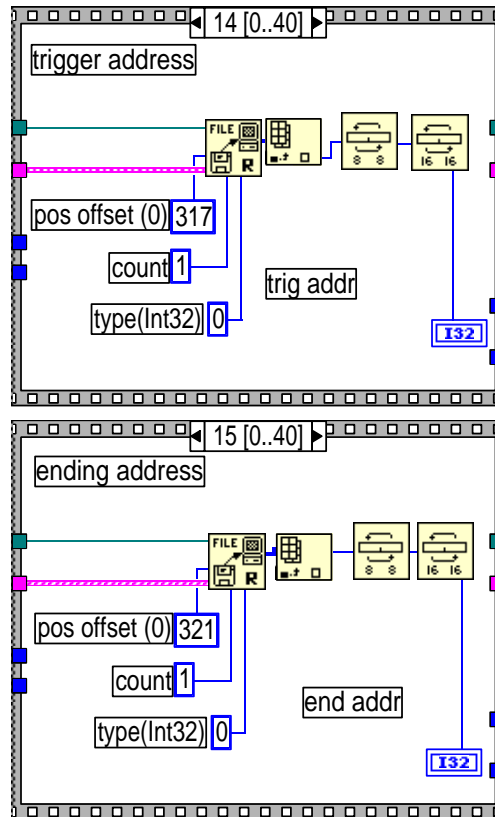 14 [0..40]
trigger address
FILE
R
8 8
16 16
pos offset (0) 317
count 1
trig addr
type(Int32) 0
I32
15 [0..40]
ending address
FILE
R
8 8
16 16
pos offset (0) 321
count 1
end addr
type(Int32) 0
I32